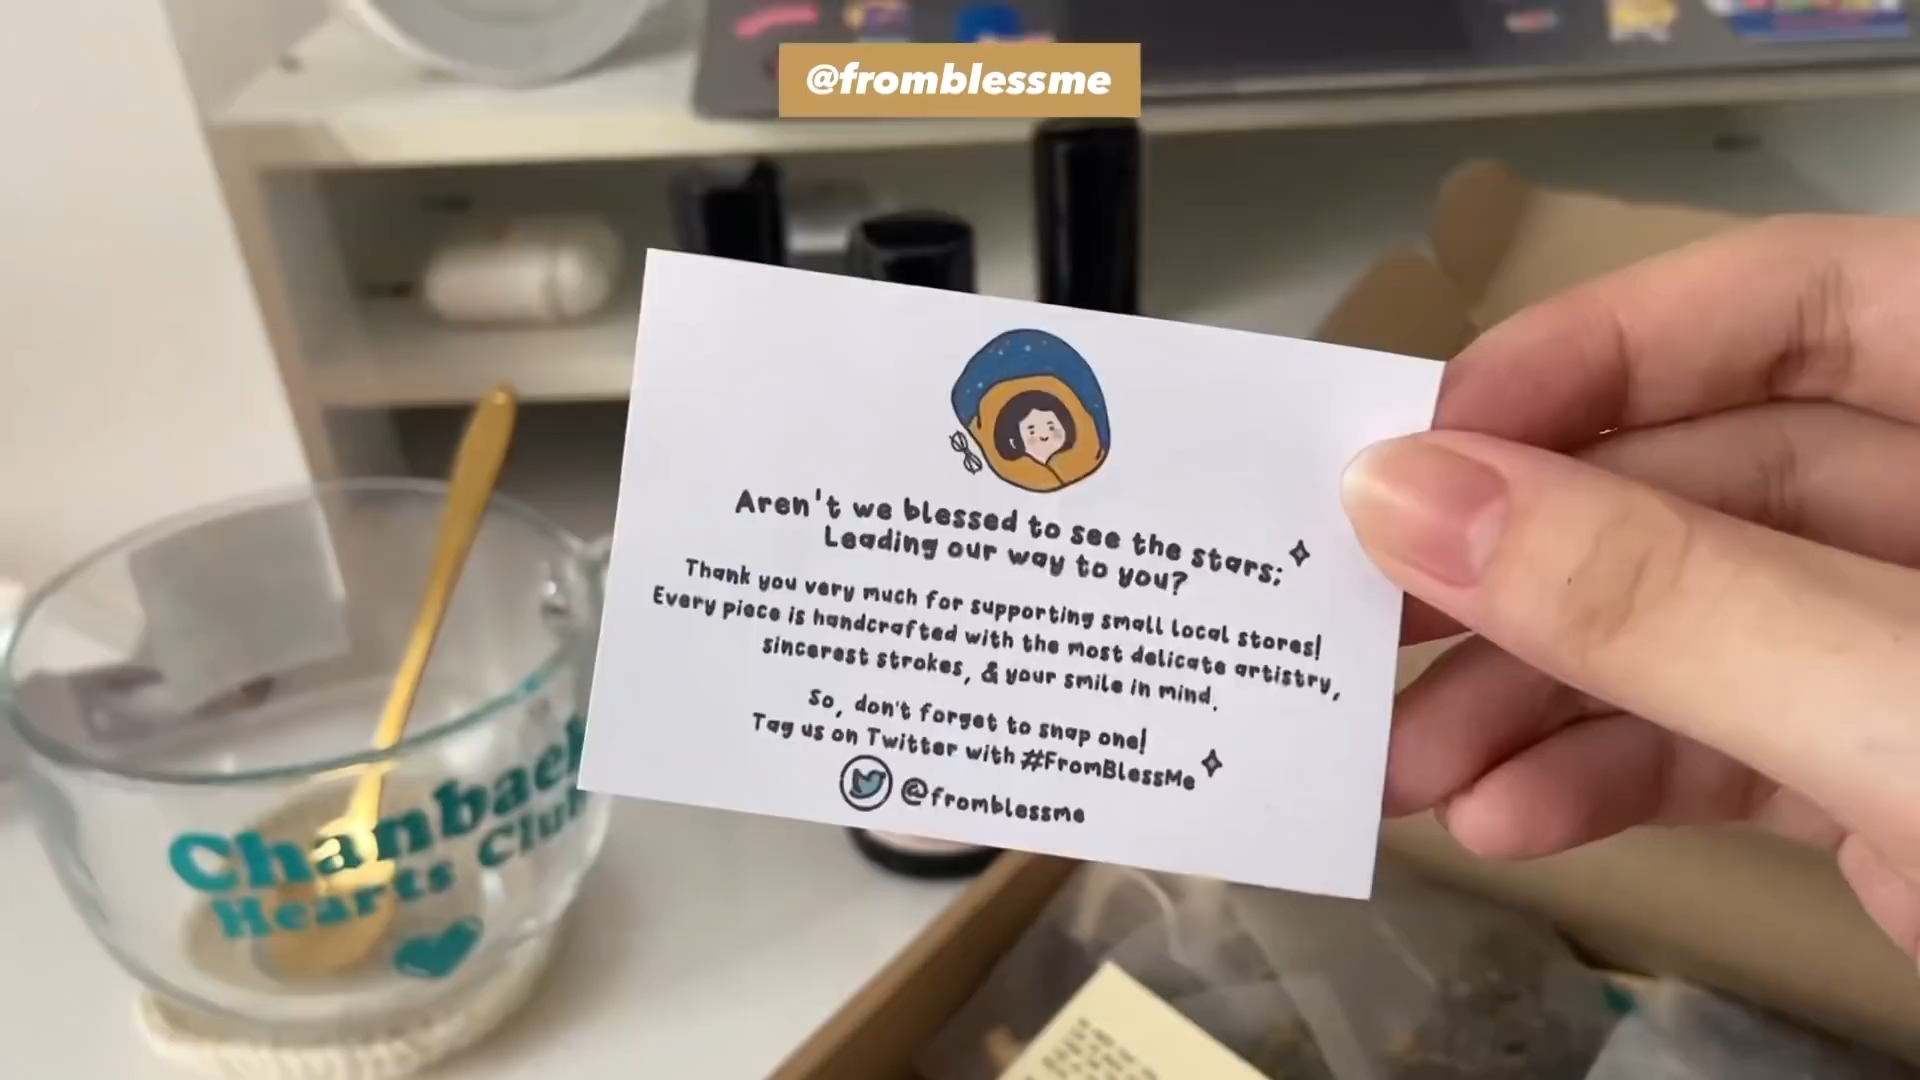 @fromblessme
Aren't we blessed to see the stars;
Leading our way to you?
Thank you very much for supporting small local stores!
Every piece is handcrafted with the most delicate artistry,
sincerest strokes, & your smile in mind.
So, don't forget to snap one!
Tag us on Twitter with #FromBlessMe
@fromblessme
Chanbaek
Hearts Club